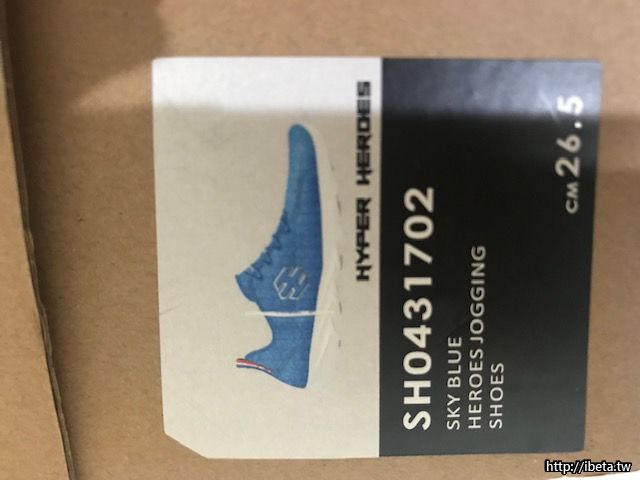 HYPER HEROES
SH0431702
SKY BLUE
HEROES JOGGING
SHOES
CM 26.5
http://ibeta.tw